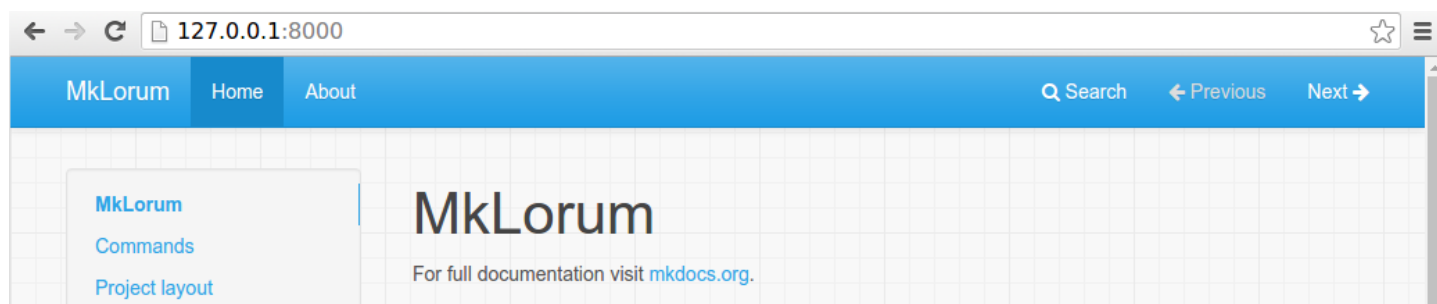 127.0.0.1:8000
MkLorum Home About Search Previous Next
MkLorum
Commands
Project layout
MkLorum
For full documentation visit mkdocs.org.